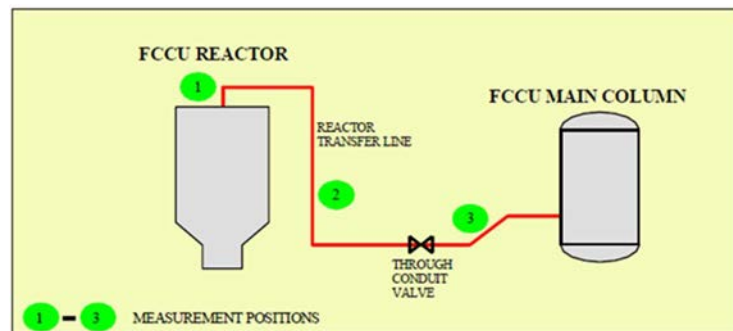 FCCU REACTOR
1
FCCU MAIN COLUMN
REACTOR
TRANSFER LINE
2
3
THROUGH
CONDUIT
VALVE
1 - 3 MEASUREMENT POSITIONS